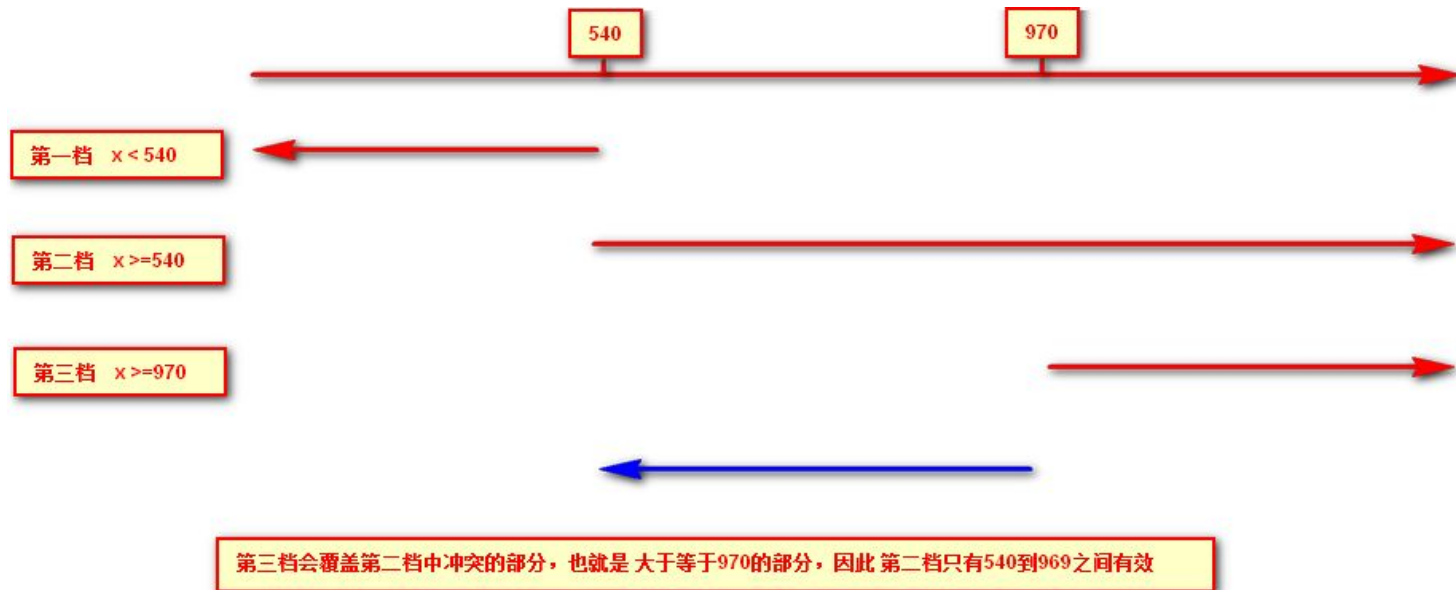 540
970
第一档 x < 540
第二档 x >=540
第三档 x >=970
第三档会覆盖第二档中冲突的部分，也就是 大于等于970的部分，因此 第二档只有540到969之间有效